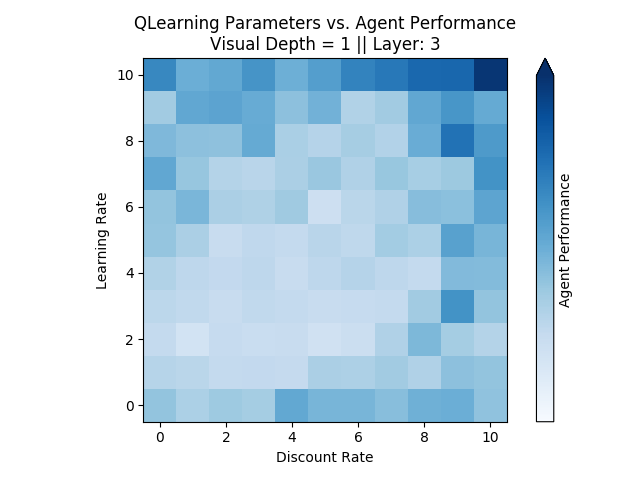 QLearning Parameters vs. Agent Performance
Visual Depth = 1 || Layer: 3
10
8
6
4
2
0
Learning Rate
0 2 4 6 8 10
Discount Rate
Agent Performance